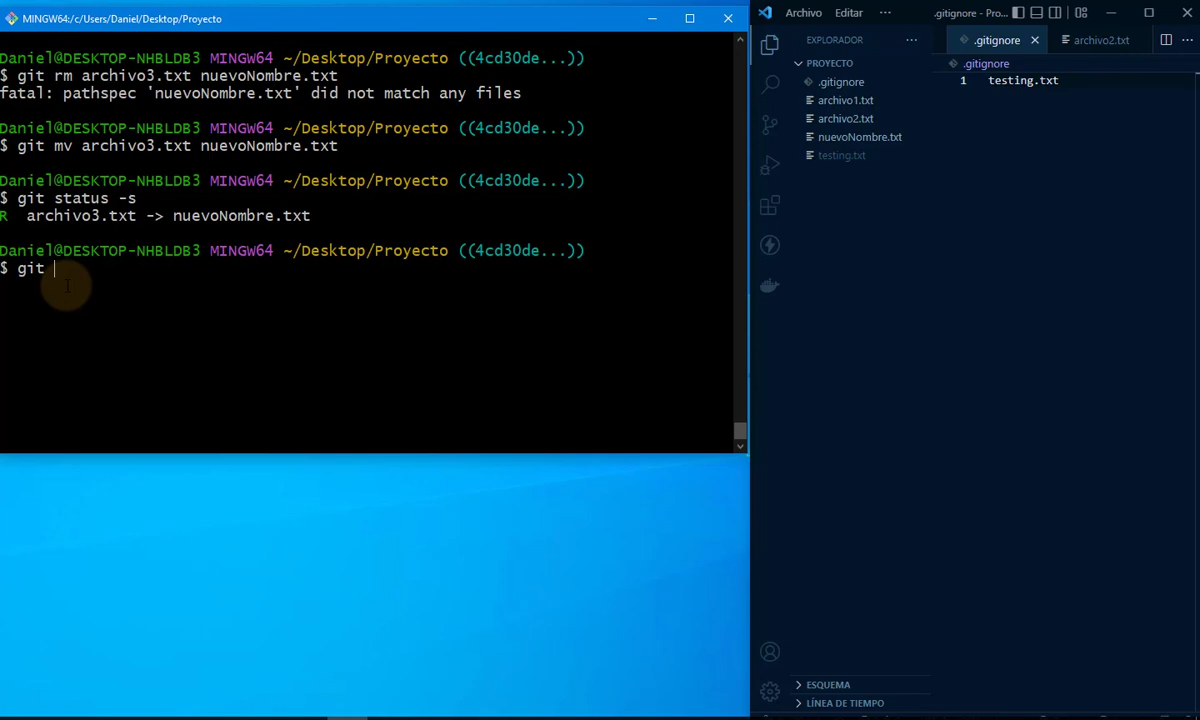 MINGW64:/c/Users/Daniel/Desktop/Proyecto
Daniel@DESKTOP-NHBLDB3 MINGW64 ~/Desktop/Proyecto ((4cd30de...))
$ git rm archivo3.txt nuevoNombre.txt
fatal: pathspec 'nuevoNombre.txt' did not match any files
Daniel@DESKTOP-NHBLDB3 MINGW64 ~/Desktop/Proyecto ((4cd30de...))
$ git mv archivo3.txt nuevoNombre.txt
Daniel@DESKTOP-NHBLDB3 MINGW64 ~/Desktop/Proyecto ((4cd30de...))
$ git status -s
R  archivo3.txt -> nuevoNombre.txt
Daniel@DESKTOP-NHBLDB3 MINGW64 ~/Desktop/Proyecto ((4cd30de...))
$ git
Archivo Editar ··· .gitignore - Pro...
EXPLORADOR ···
PROYECTO
.gitignore
archivo1.txt
archivo2.txt
nuevoNombre.txt
testing.txt
ESQUEMA
LÍNEA DE TIEMPO
.gitignore archivo2.txt ···
.gitignore
1 testing.txt